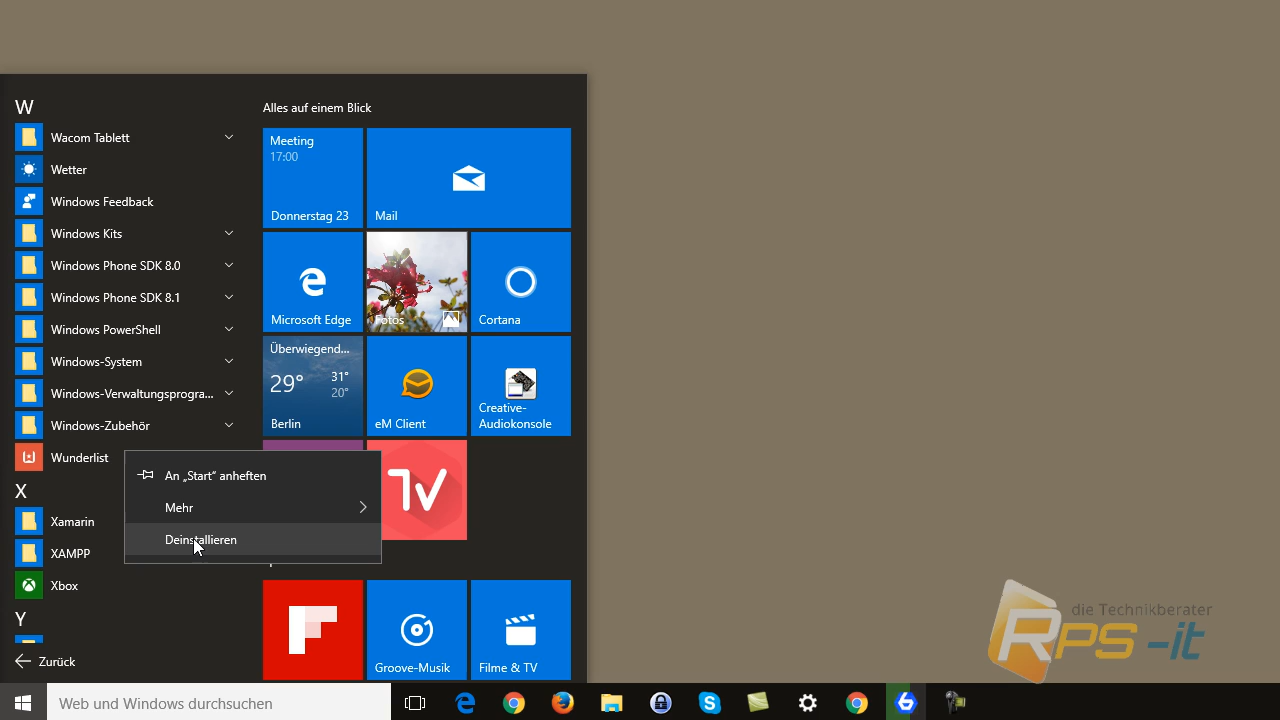 W
Wacom Tablett
Wetter
Windows Feedback
Windows Kits
Windows Phone SDK 8.0
Windows Phone SDK 8.1
Windows PowerShell
Windows-System
Windows-Verwaltungsprogra...
Windows-Zubehör
Wunderlist
X
Xamarin
XAMPP
Xbox
Y
Zurück
Alles auf einem Blick
Meeting
17:00
Donnerstag 23
Mail
Microsoft Edge
Fotos
Cortana
Überwiegend...
29°
31°
20°
Berlin
eM Client
Creative-
Audiokonsole
TV
An „Start“ anheften
Mehr
Deinstallieren
Groove-Musik
Filme & TV
Web und Windows durchsuchen
die Technikberater
RPS-it